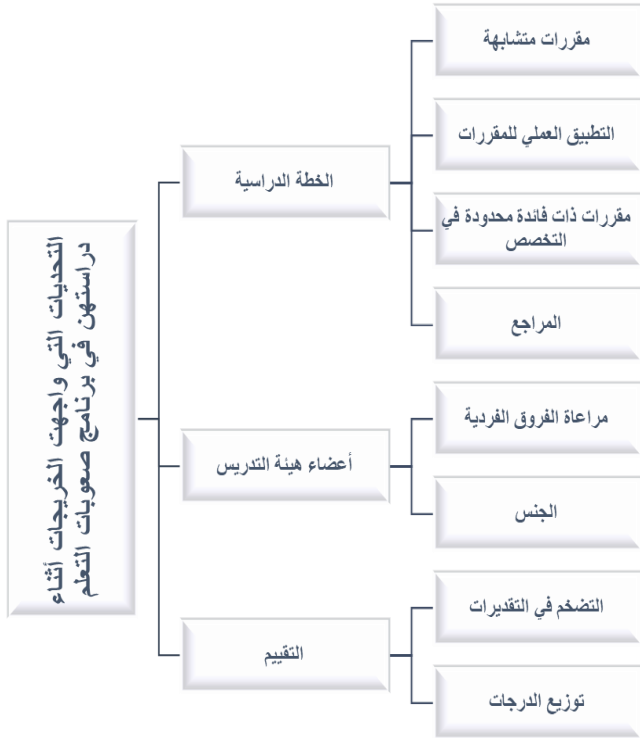 التحديات التي واجهت الخريجات أثناء
دراستهن في برنامج صعوبات التعلم
الخطة الدراسية
مقررات متشابهة
التطبيق العملي للمقررات
مقررات ذات فائدة محدودة في
التخصص
المراجع
أعضاء هيئة التدريس
مراعاة الفروق الفردية
الجنس
التقييم
التضخم في التقديرات
توزيع الدرجات